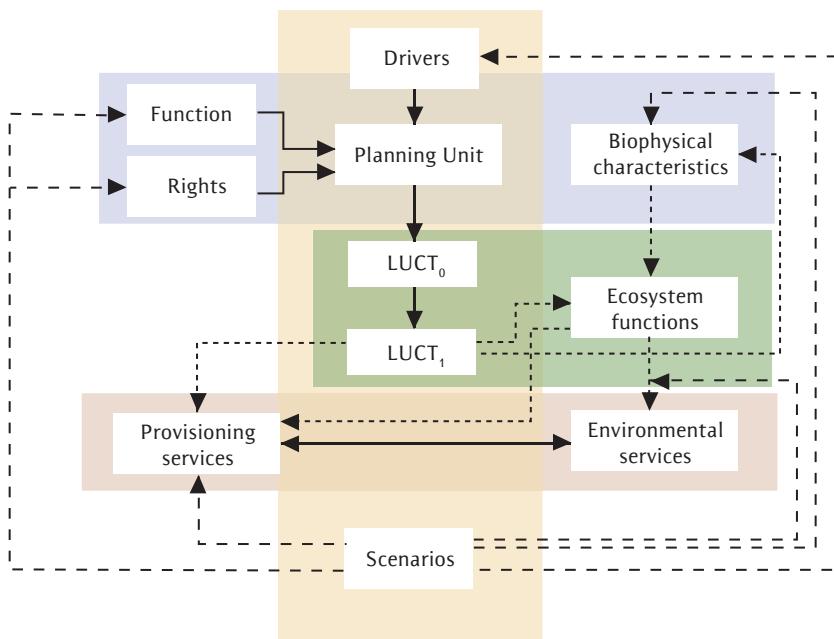 Drivers
Function
Planning Unit
Biophysical
characteristics
Rights
LUCT₀
Ecosystem
functions
LUCT₁
Provisioning
services
Environmental
services
Scenarios